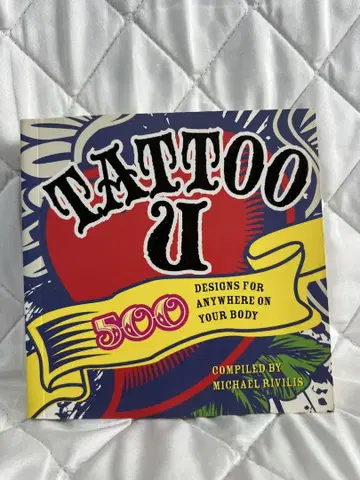 TATTOO
U
500
DESIGNS FOR
ANYWHERE ON
YOUR BODY
COMPILED BY
MICHAEL RIVILIS